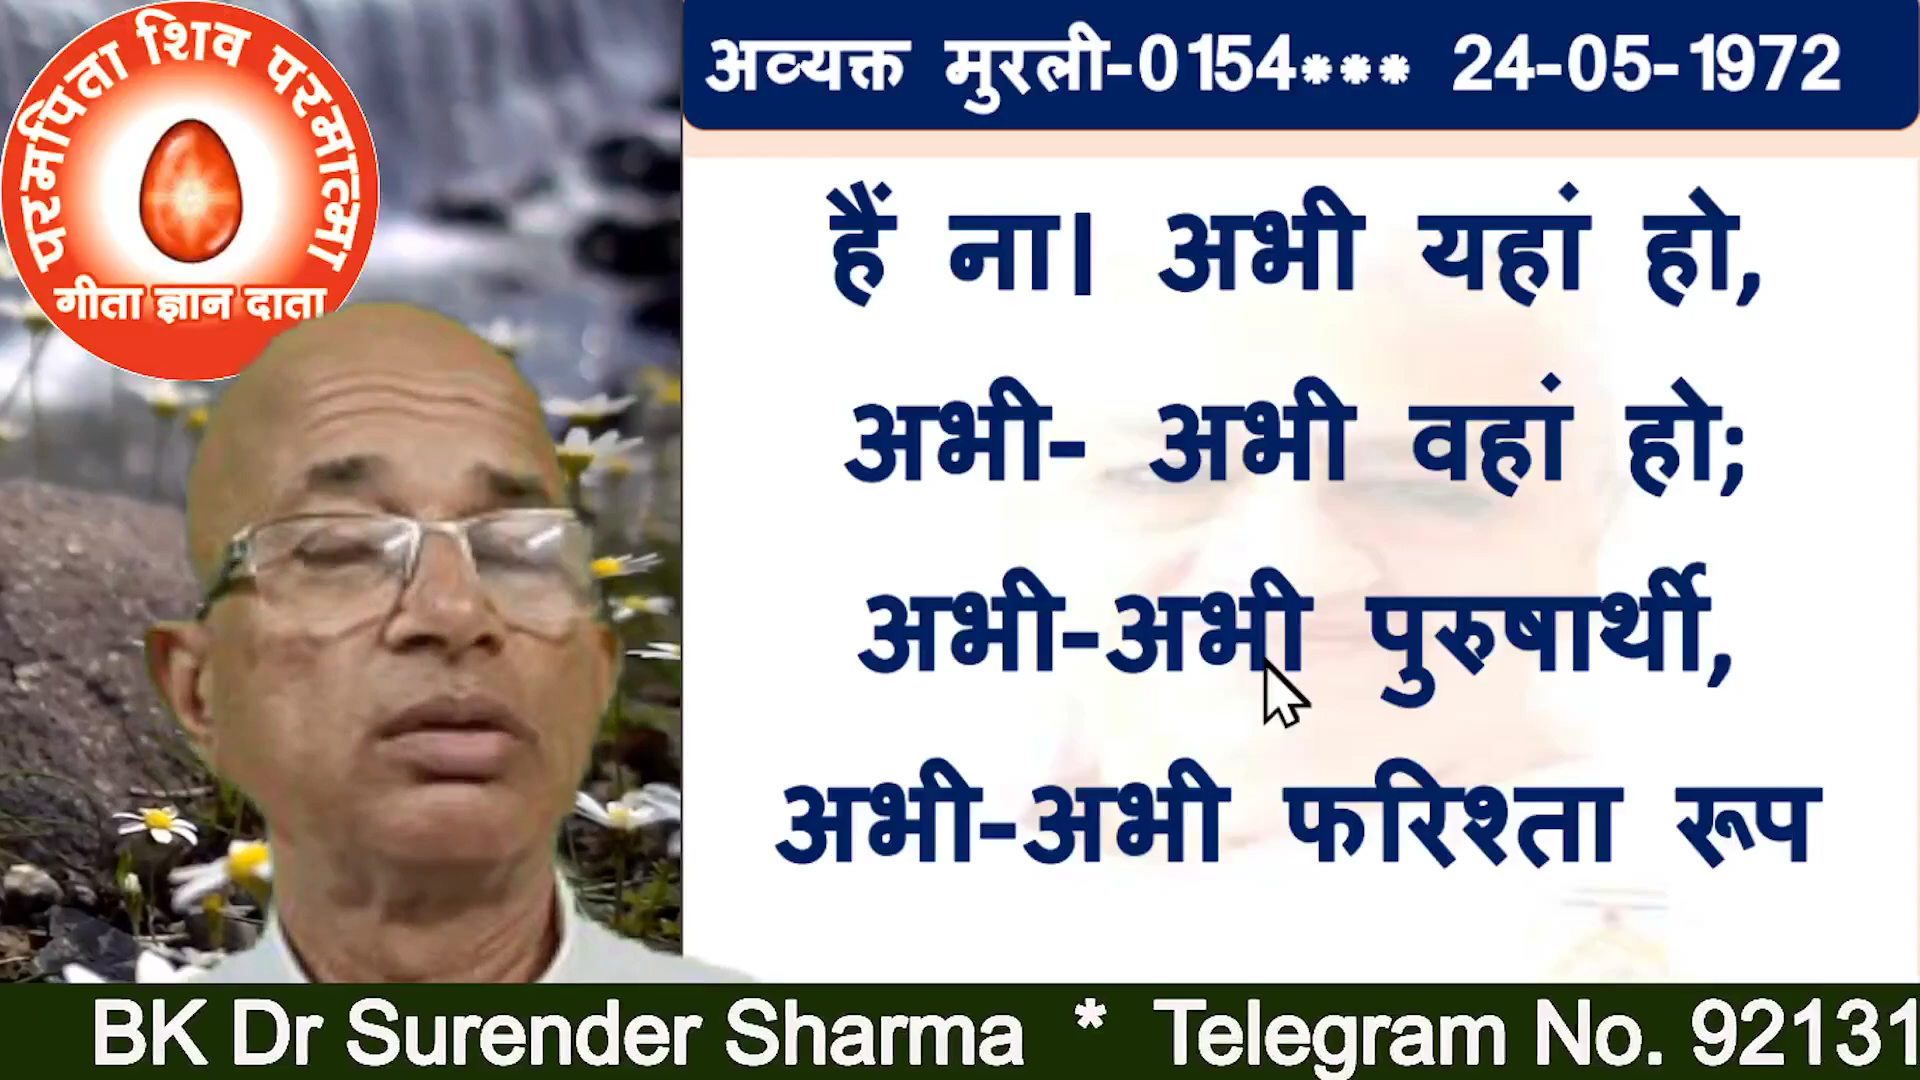 परमपिता शिव परमात्मा
गीता ज्ञान दाता
अव्यक्त मुरली-0154*** 24-05-1972
हैं ना। अभी यहां हो,
अभी- अभी वहां हो;
अभी-अभी पुरुषार्थी,
अभी-अभी फरिश्ता रूप
BK Dr Surender Sharma * Telegram No. 92131